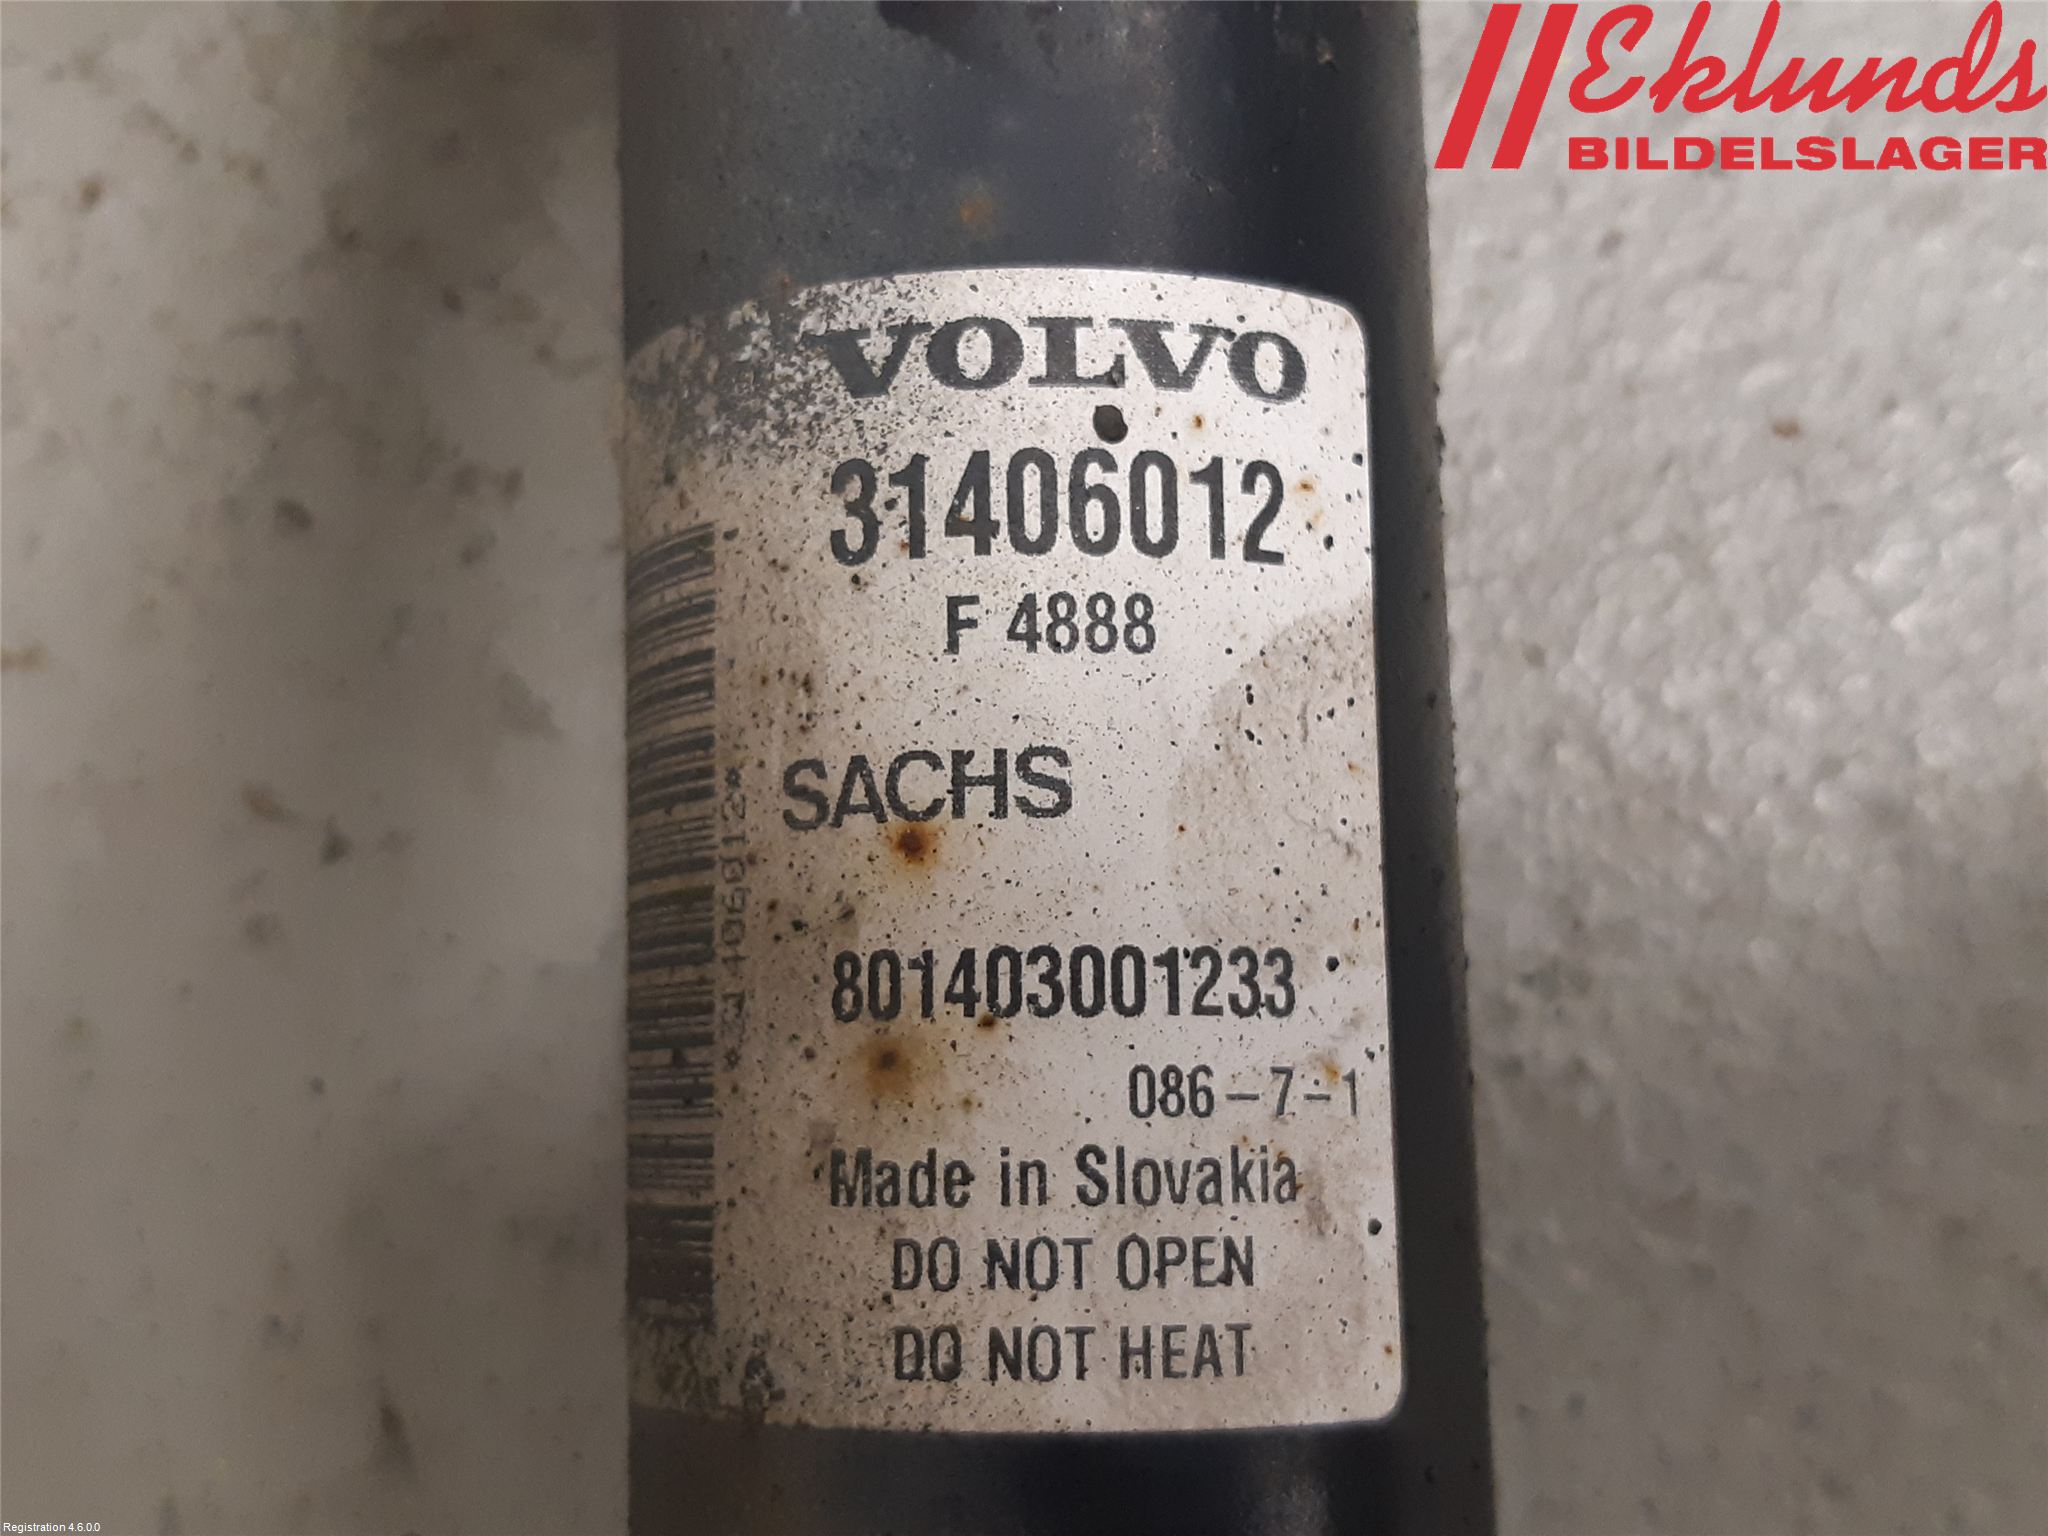 Eklunds
BILDELSLAGER
VOLVO
31406012
F 4888
SACHS
801403001233
086-7-1
Made in Slovakia
DO NOT OPEN
DO NOT HEAT
*31406012*
Registration 4.6.0.0